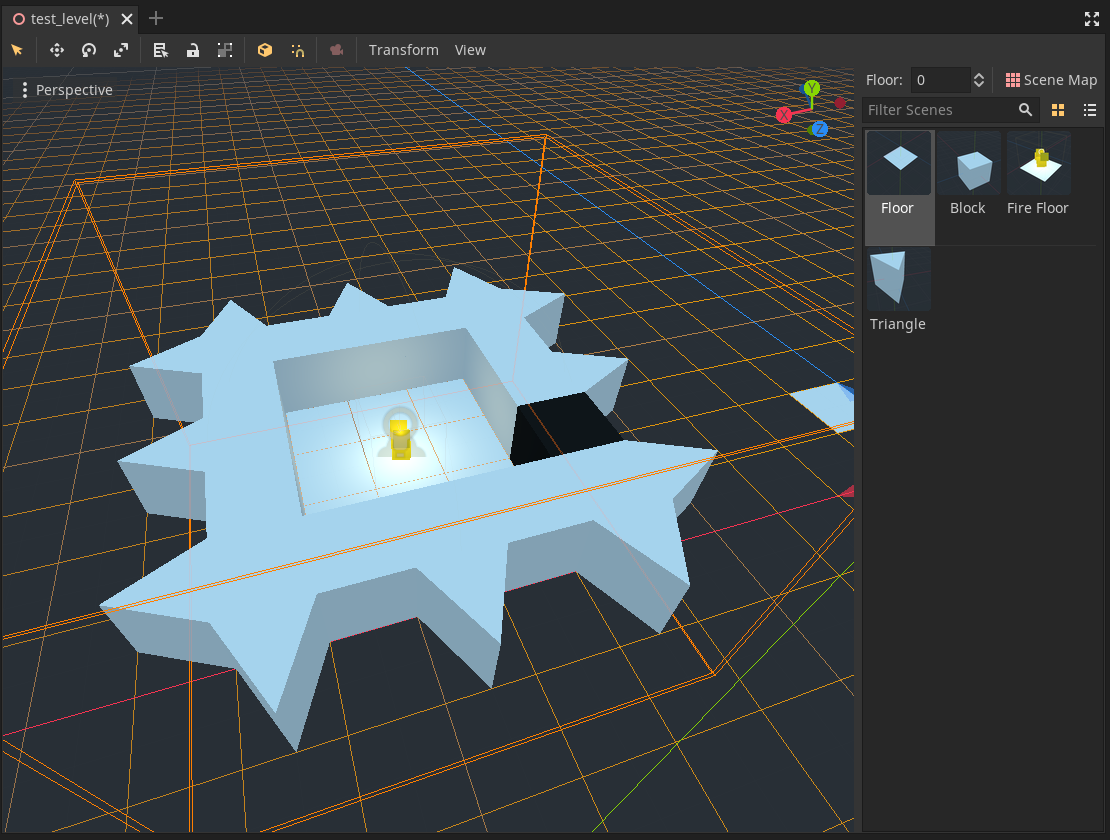 test_level(*)
Transform View
Perspective
Floor: 0 Scene Map
Filter Scenes
Y
X
Z
Floor Block Fire Floor
Triangle